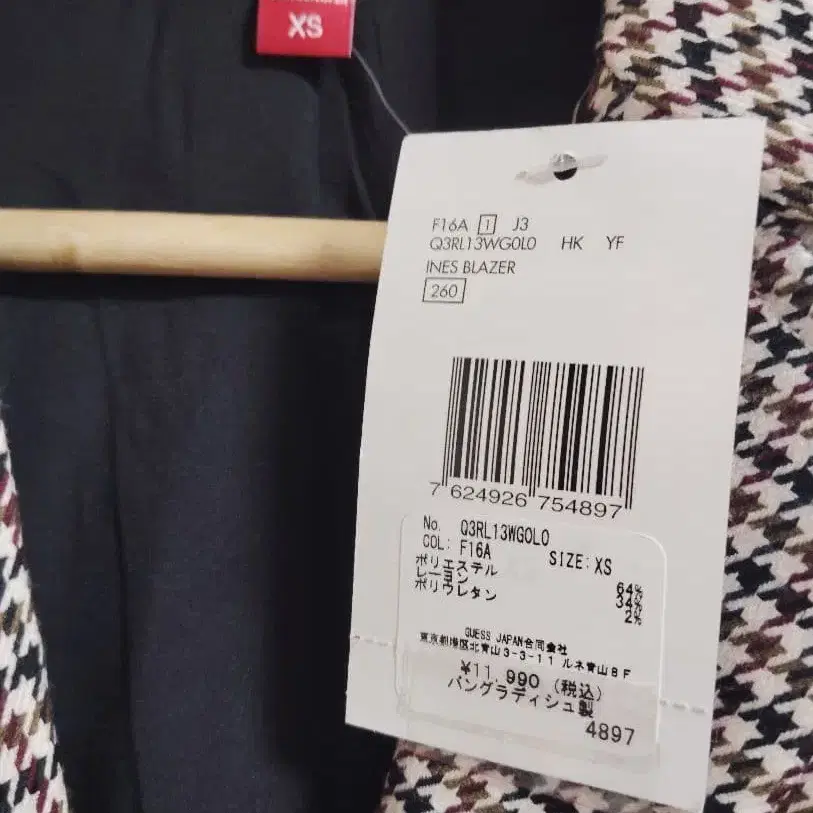 XS
F16A 1 J3
Q3RL13WG0L0 HK YF
INES BLAZER
260
7 624926 754897
No. Q3RL13WG0L0
COL: F16A SIZE: XS
ポリエステル 64%
レーヨン 34%
ポリウレタン 2%
GUESS JAPAN合同会社
東京都港区北青山3-3-11 ルネ青山8F
¥11,990 (税込)
バングラディシュ製
4897